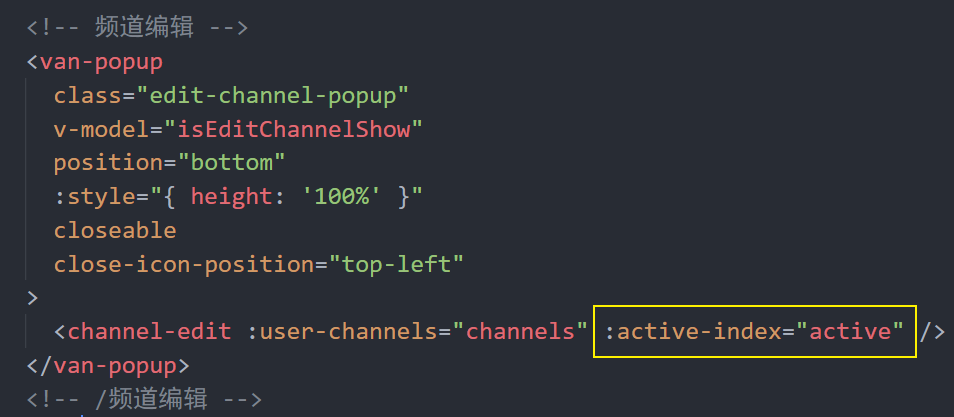 <!-- 频道编辑 -->
<van-popup
class="edit-channel-popup"
v-model="isEditChannelShow"
position="bottom"
:style="{ height: '100%' }"
closeable
close-icon-position="top-left"
>
<channel-edit :user-channels="channels" :active-index="active" />
</van-popup>
<!-- /频道编辑 -->